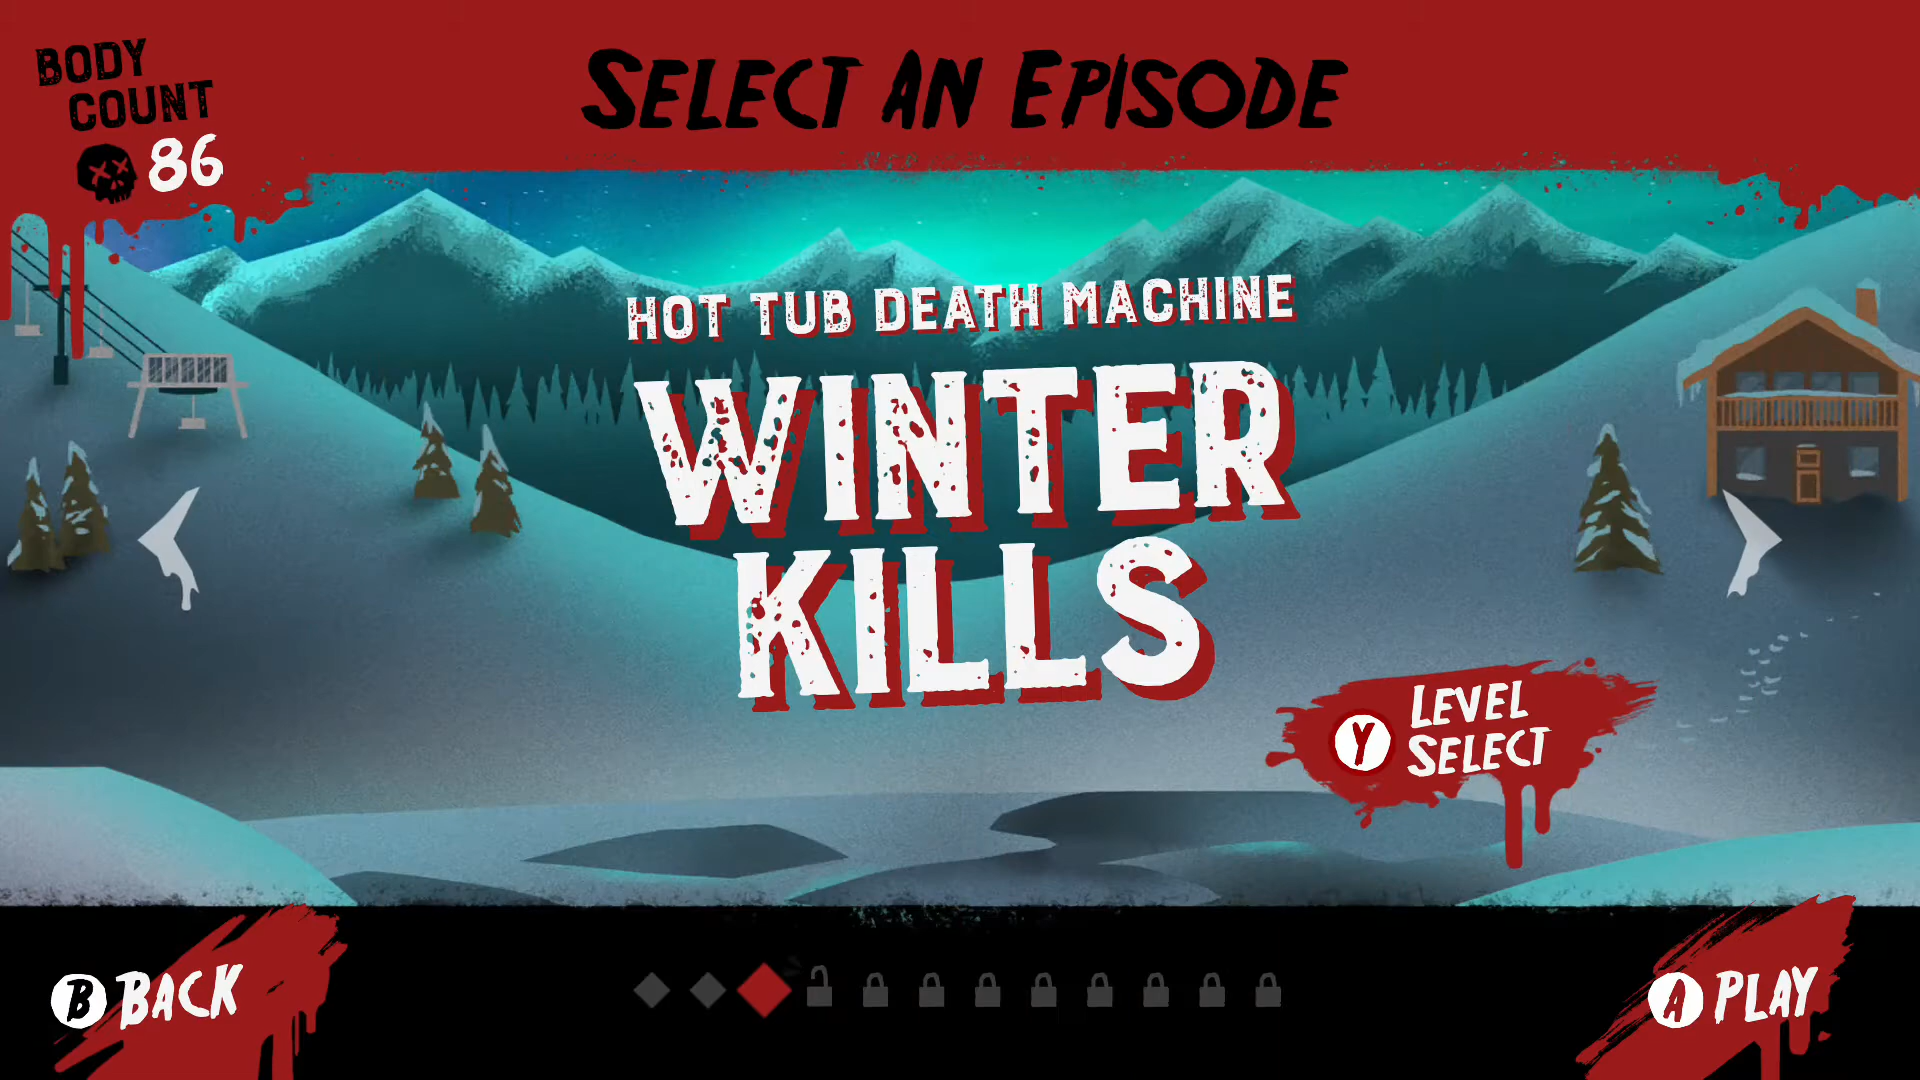 BODY
COUNT
86
SELECT AN EPISODE
HOT TUB DEATH MACHINE
WINTER
KILLS
Y LEVEL
SELECT
B BACK
A PLAY